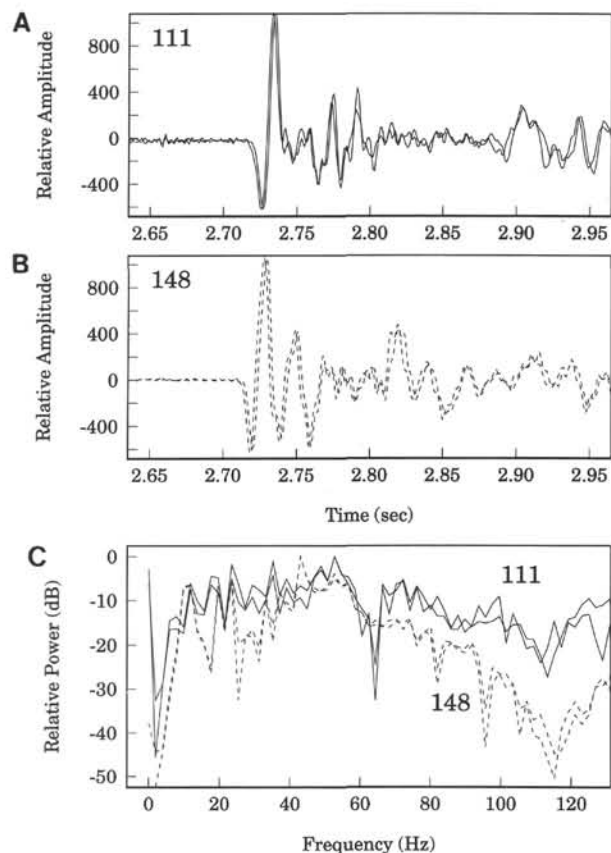 A
111
Relative Amplitude
800
400
0
-400
2.65 2.70 2.75 2.80 2.85 2.90 2.95
B
148
Relative Amplitude
800
400
0
-400
2.65 2.70 2.75 2.80 2.85 2.90 2.95
Time (sec)
C
111
148
Relative Power (dB)
0
-10
-20
-30
-40
-50
0 20 40 60 80 100 120
Frequency (Hz)